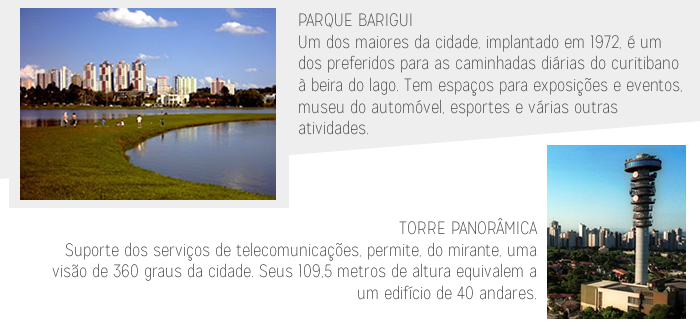 PARQUE BARIGUI
Um dos maiores da cidade, implantado em 1972, é um
dos preferidos para as caminhadas diárias do curitibano
à beira do lago. Tem espaços para exposições e eventos,
museu do automóvel, esportes e várias outras
atividades.
TORRE PANORÂMICA
Suporte dos serviços de telecomunicações, permite, do mirante, uma
visão de 360 graus da cidade. Seus 109,5 metros de altura equivalem a
um edifício de 40 andares.